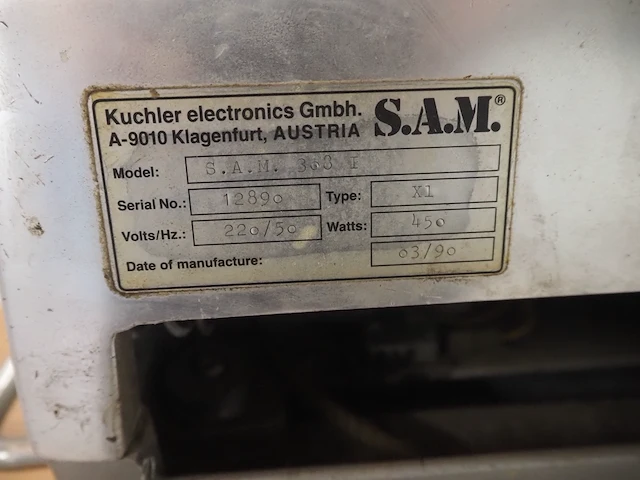 Kuchler electronics Gmbh.
A-9010 Klagenfurt, AUSTRIA
S.A.M.®
Model: S.A.M. 363 I
Serial No.: 12890 Type: X1
Volts/Hz.: 220/50 Watts: 450
Date of manufacture: 03/90